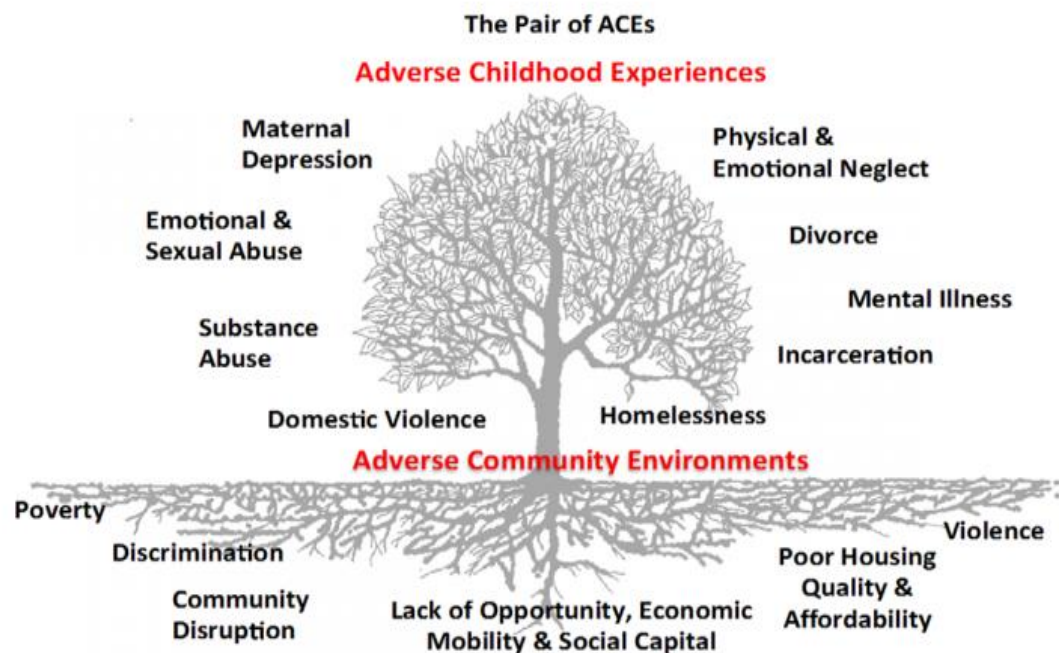 The Pair of ACEs
Adverse Childhood Experiences
Maternal
Depression
Physical &
Emotional Neglect
Emotional &
Sexual Abuse
Divorce
Mental Illness
Substance
Abuse
Incarceration
Domestic Violence
Homelessness
Adverse Community Environments
Poverty
Violence
Discrimination
Poor Housing
Quality &
Affordability
Community
Disruption
Lack of Opportunity, Economic
Mobility & Social Capital